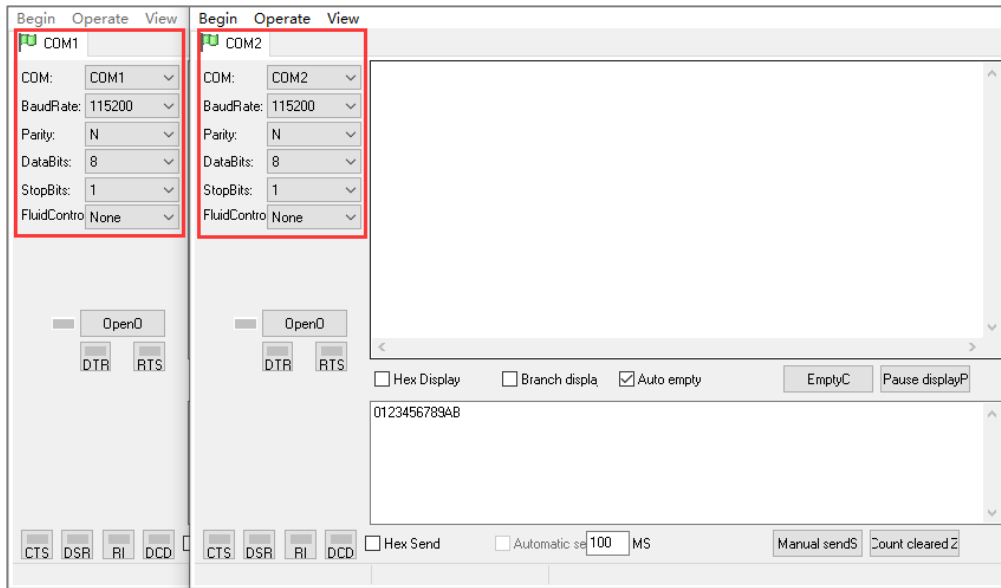 Begin Operate View
COM1
COM: COM1
BaudRate: 115200
Parity: N
DataBits: 8
StopBits: 1
FluidContro None
OpenO
DTR RTS
CTS DSR RI DCD
Begin Operate View
COM2
COM: COM2
BaudRate: 115200
Parity: N
DataBits: 8
StopBits: 1
FluidContro None
OpenO
DTR RTS
CTS DSR RI DCD
Hex Display Branch displa Auto empty EmptyC Pause displayP
0123456789AB
Hex Send Automatic se 100 MS Manual sendS Count cleared Z